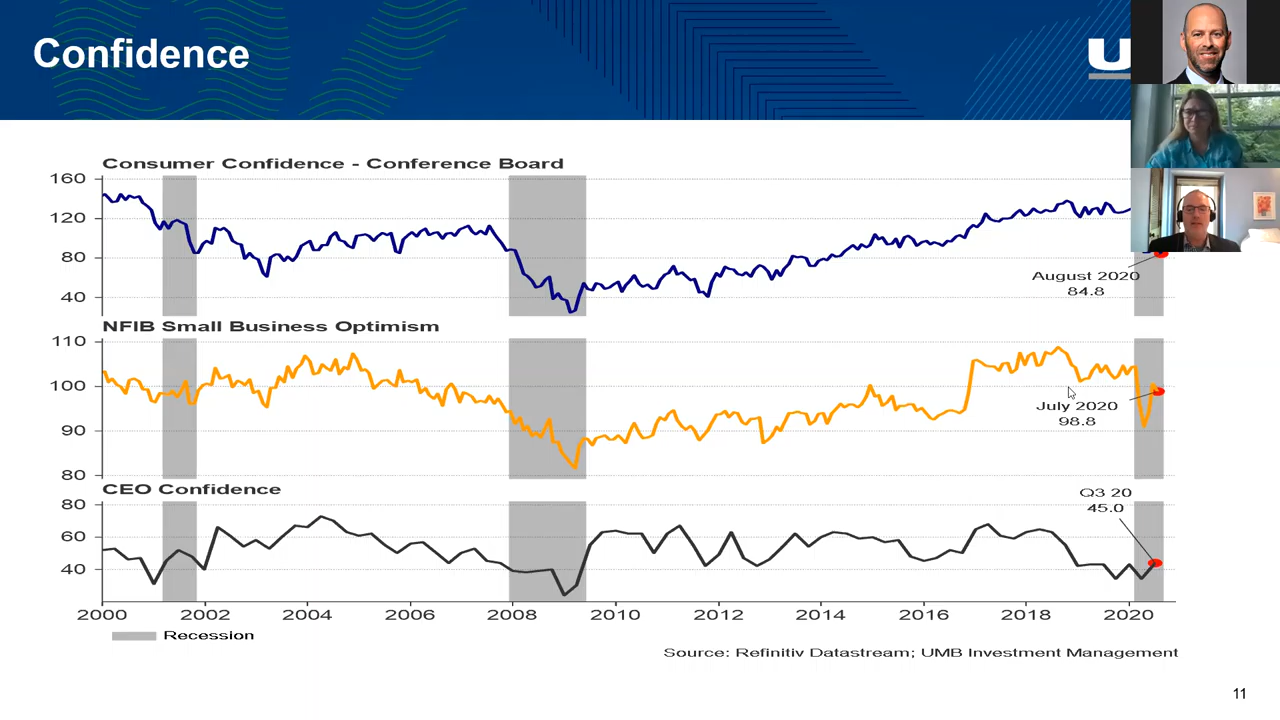 Confidence
U
Consumer Confidence - Conference Board
160
120
80
40
August 2020
84.8
NFIB Small Business Optimism
110
100
90
80
July 2020
98.8
CEO Confidence
80
60
40
Q3 20
45.0
2000 2002 2004 2006 2008 2010 2012 2014 2016 2018 2020
Recession
Source: Refinitiv Datastream; UMB Investment Management
11